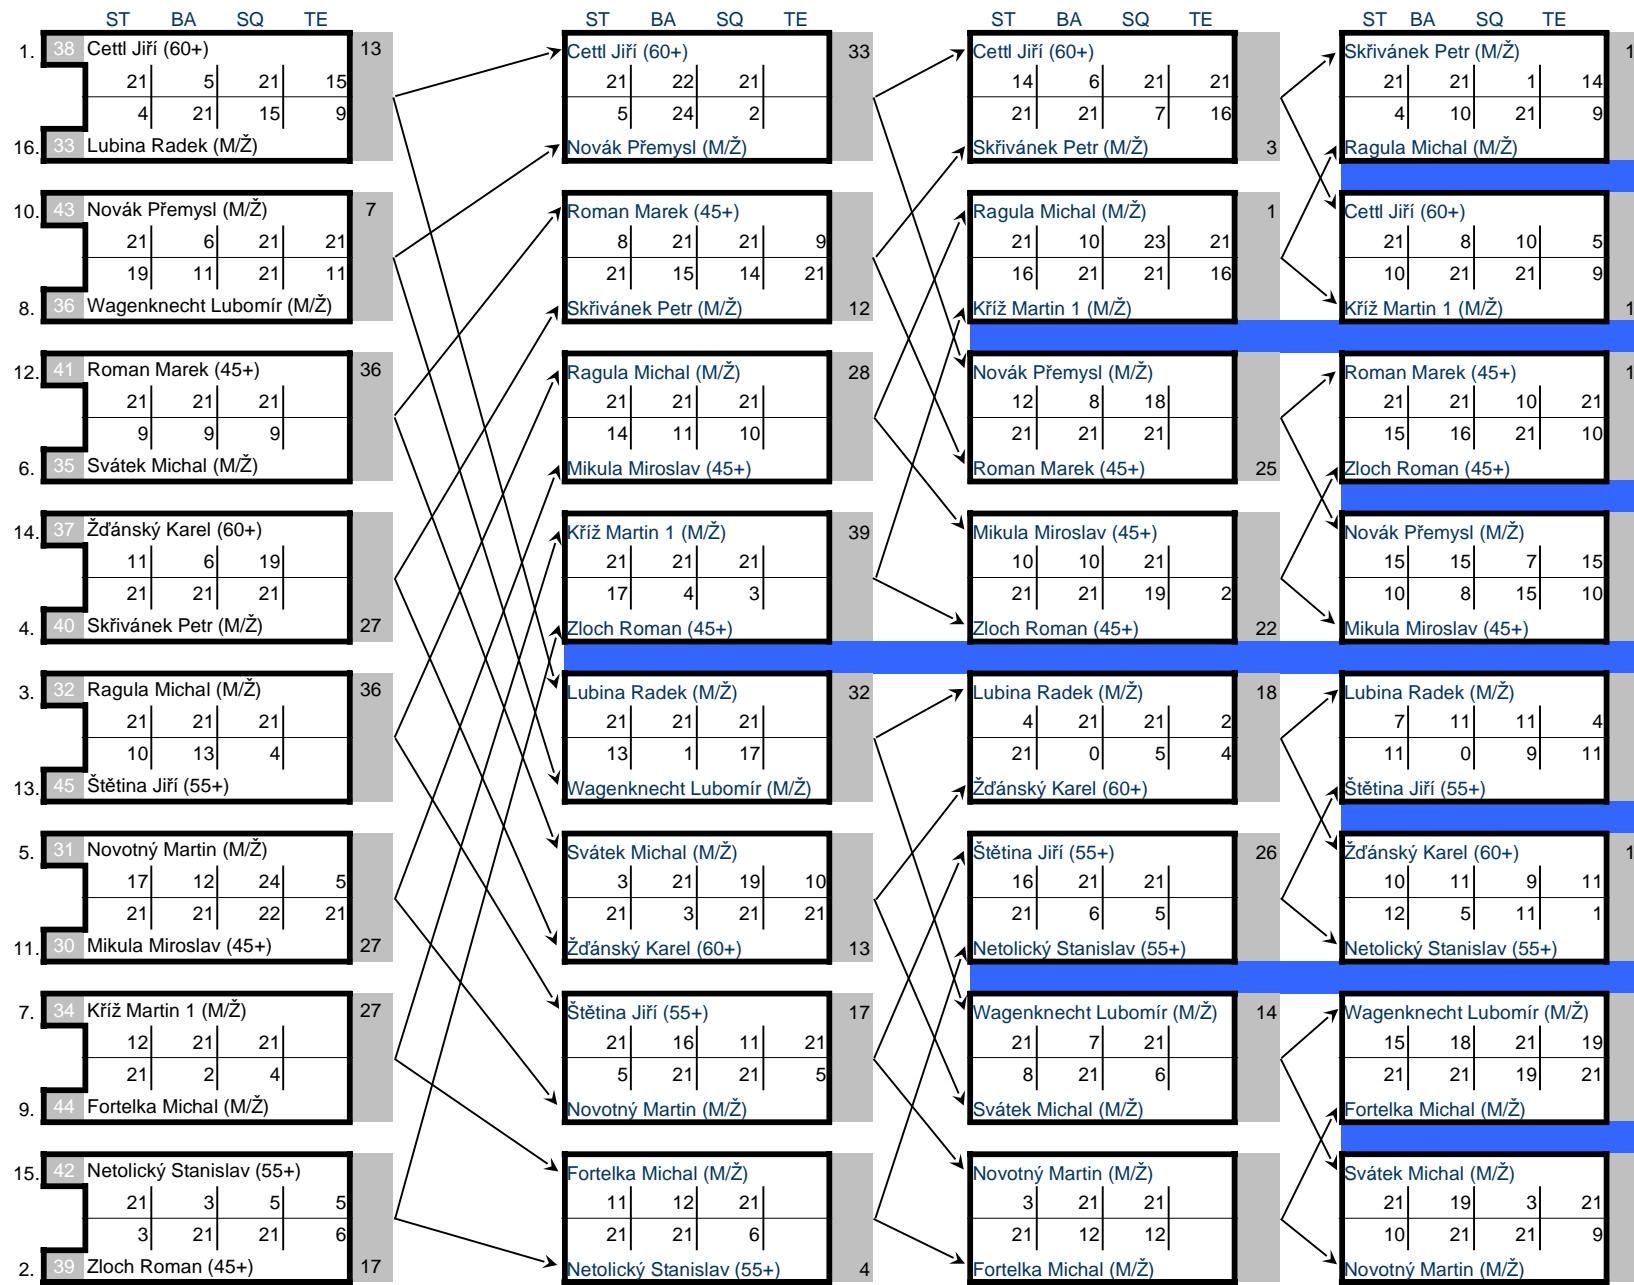 ST BA SQ TE ST BA SQ TE ST BA SQ TE ST BA SQ TE
1. 38 Cettl Jiří (60+) 13
21 5 21 15
4 21 15 9
16. 33 Lubina Radek (M/Ž)
10. 43 Novák Přemysl (M/Ž) 7
21 6 21 21
19 11 21 11
8. 36 Wagenknecht Lubomír (M/Ž)
12. 41 Roman Marek (45+) 36
21 21 21
9 9 9
6. 35 Svátek Michal (M/Ž)
14. 37 Žďánský Karel (60+)
11 6 19
21 21 21
4. 40 Skřivánek Petr (M/Ž) 27
3. 32 Ragula Michal (M/Ž) 36
21 21 21
10 13 4
13. 45 Štětina Jiří (55+)
5. 31 Novotný Martin (M/Ž)
17 12 24 5
21 21 22 21
11. 30 Mikula Miroslav (45+) 27
7. 34 Kříž Martin 1 (M/Ž) 27
12 21 21
21 2 4
9. 44 Fortelka Michal (M/Ž)
15. 42 Netolický Stanislav (55+)
21 3 5 5
3 21 21 6
2. 39 Zloch Roman (45+) 17
Cettl Jiří (60+) 33
21 22 21
5 24 2
Novák Přemysl (M/Ž)
Roman Marek (45+)
8 21 21 9
21 15 14 21
Skřivánek Petr (M/Ž) 12
Ragula Michal (M/Ž) 28
21 21 21
14 11 10
Mikula Miroslav (45+)
Kříž Martin 1 (M/Ž) 39
21 21 21
17 4 3
Zloch Roman (45+)
Lubina Radek (M/Ž) 32
21 21 21
13 1 17
Wagenknecht Lubomír (M/Ž)
Svátek Michal (M/Ž)
3 21 19 10
21 3 21 21
Žďánský Karel (60+) 13
Štětina Jiří (55+) 17
21 16 11 21
5 21 21 5
Novotný Martin (M/Ž)
Fortelka Michal (M/Ž)
11 12 21
21 21 6
Netolický Stanislav (55+) 4
Cettl Jiří (60+)
14 6 21 21
21 21 7 16
Skřivánek Petr (M/Ž) 3
Ragula Michal (M/Ž) 1
21 10 23 21
16 21 21 16
Kříž Martin 1 (M/Ž)
Novák Přemysl (M/Ž)
12 8 18
21 21 21
Roman Marek (45+) 25
Mikula Miroslav (45+)
10 10 21
21 21 19 2
Zloch Roman (45+) 22
Lubina Radek (M/Ž) 18
4 21 21 2
21 0 5 4
Žďánský Karel (60+)
Štětina Jiří (55+) 26
16 21 21
21 6 5
Netolický Stanislav (55+)
Wagenknecht Lubomír (M/Ž) 14
21 7 21
8 21 6
Svátek Michal (M/Ž)
Novotný Martin (M/Ž)
3 21 21
21 12 12
Fortelka Michal (M/Ž)
Skřivánek Petr (M/Ž) 1
21 21 1 14
4 10 21 9
Ragula Michal (M/Ž)
Cettl Jiří (60+)
21 8 10 5
10 21 21 9
Kříž Martin 1 (M/Ž) 1
Roman Marek (45+) 1
21 21 10 21
15 16 21 10
Zloch Roman (45+)
Novák Přemysl (M/Ž)
15 15 7 15
10 8 15 10
Mikula Miroslav (45+)
Lubina Radek (M/Ž)
7 11 11 4
11 0 9 11
Štětina Jiří (55+)
Žďánský Karel (60+) 1
10 11 9 11
12 5 11 1
Netolický Stanislav (55+)
Wagenknecht Lubomír (M/Ž)
15 18 21 19
21 21 19 21
Fortelka Michal (M/Ž)
Svátek Michal (M/Ž)
21 19 3 21
10 21 21 9
Novotný Martin (M/Ž)